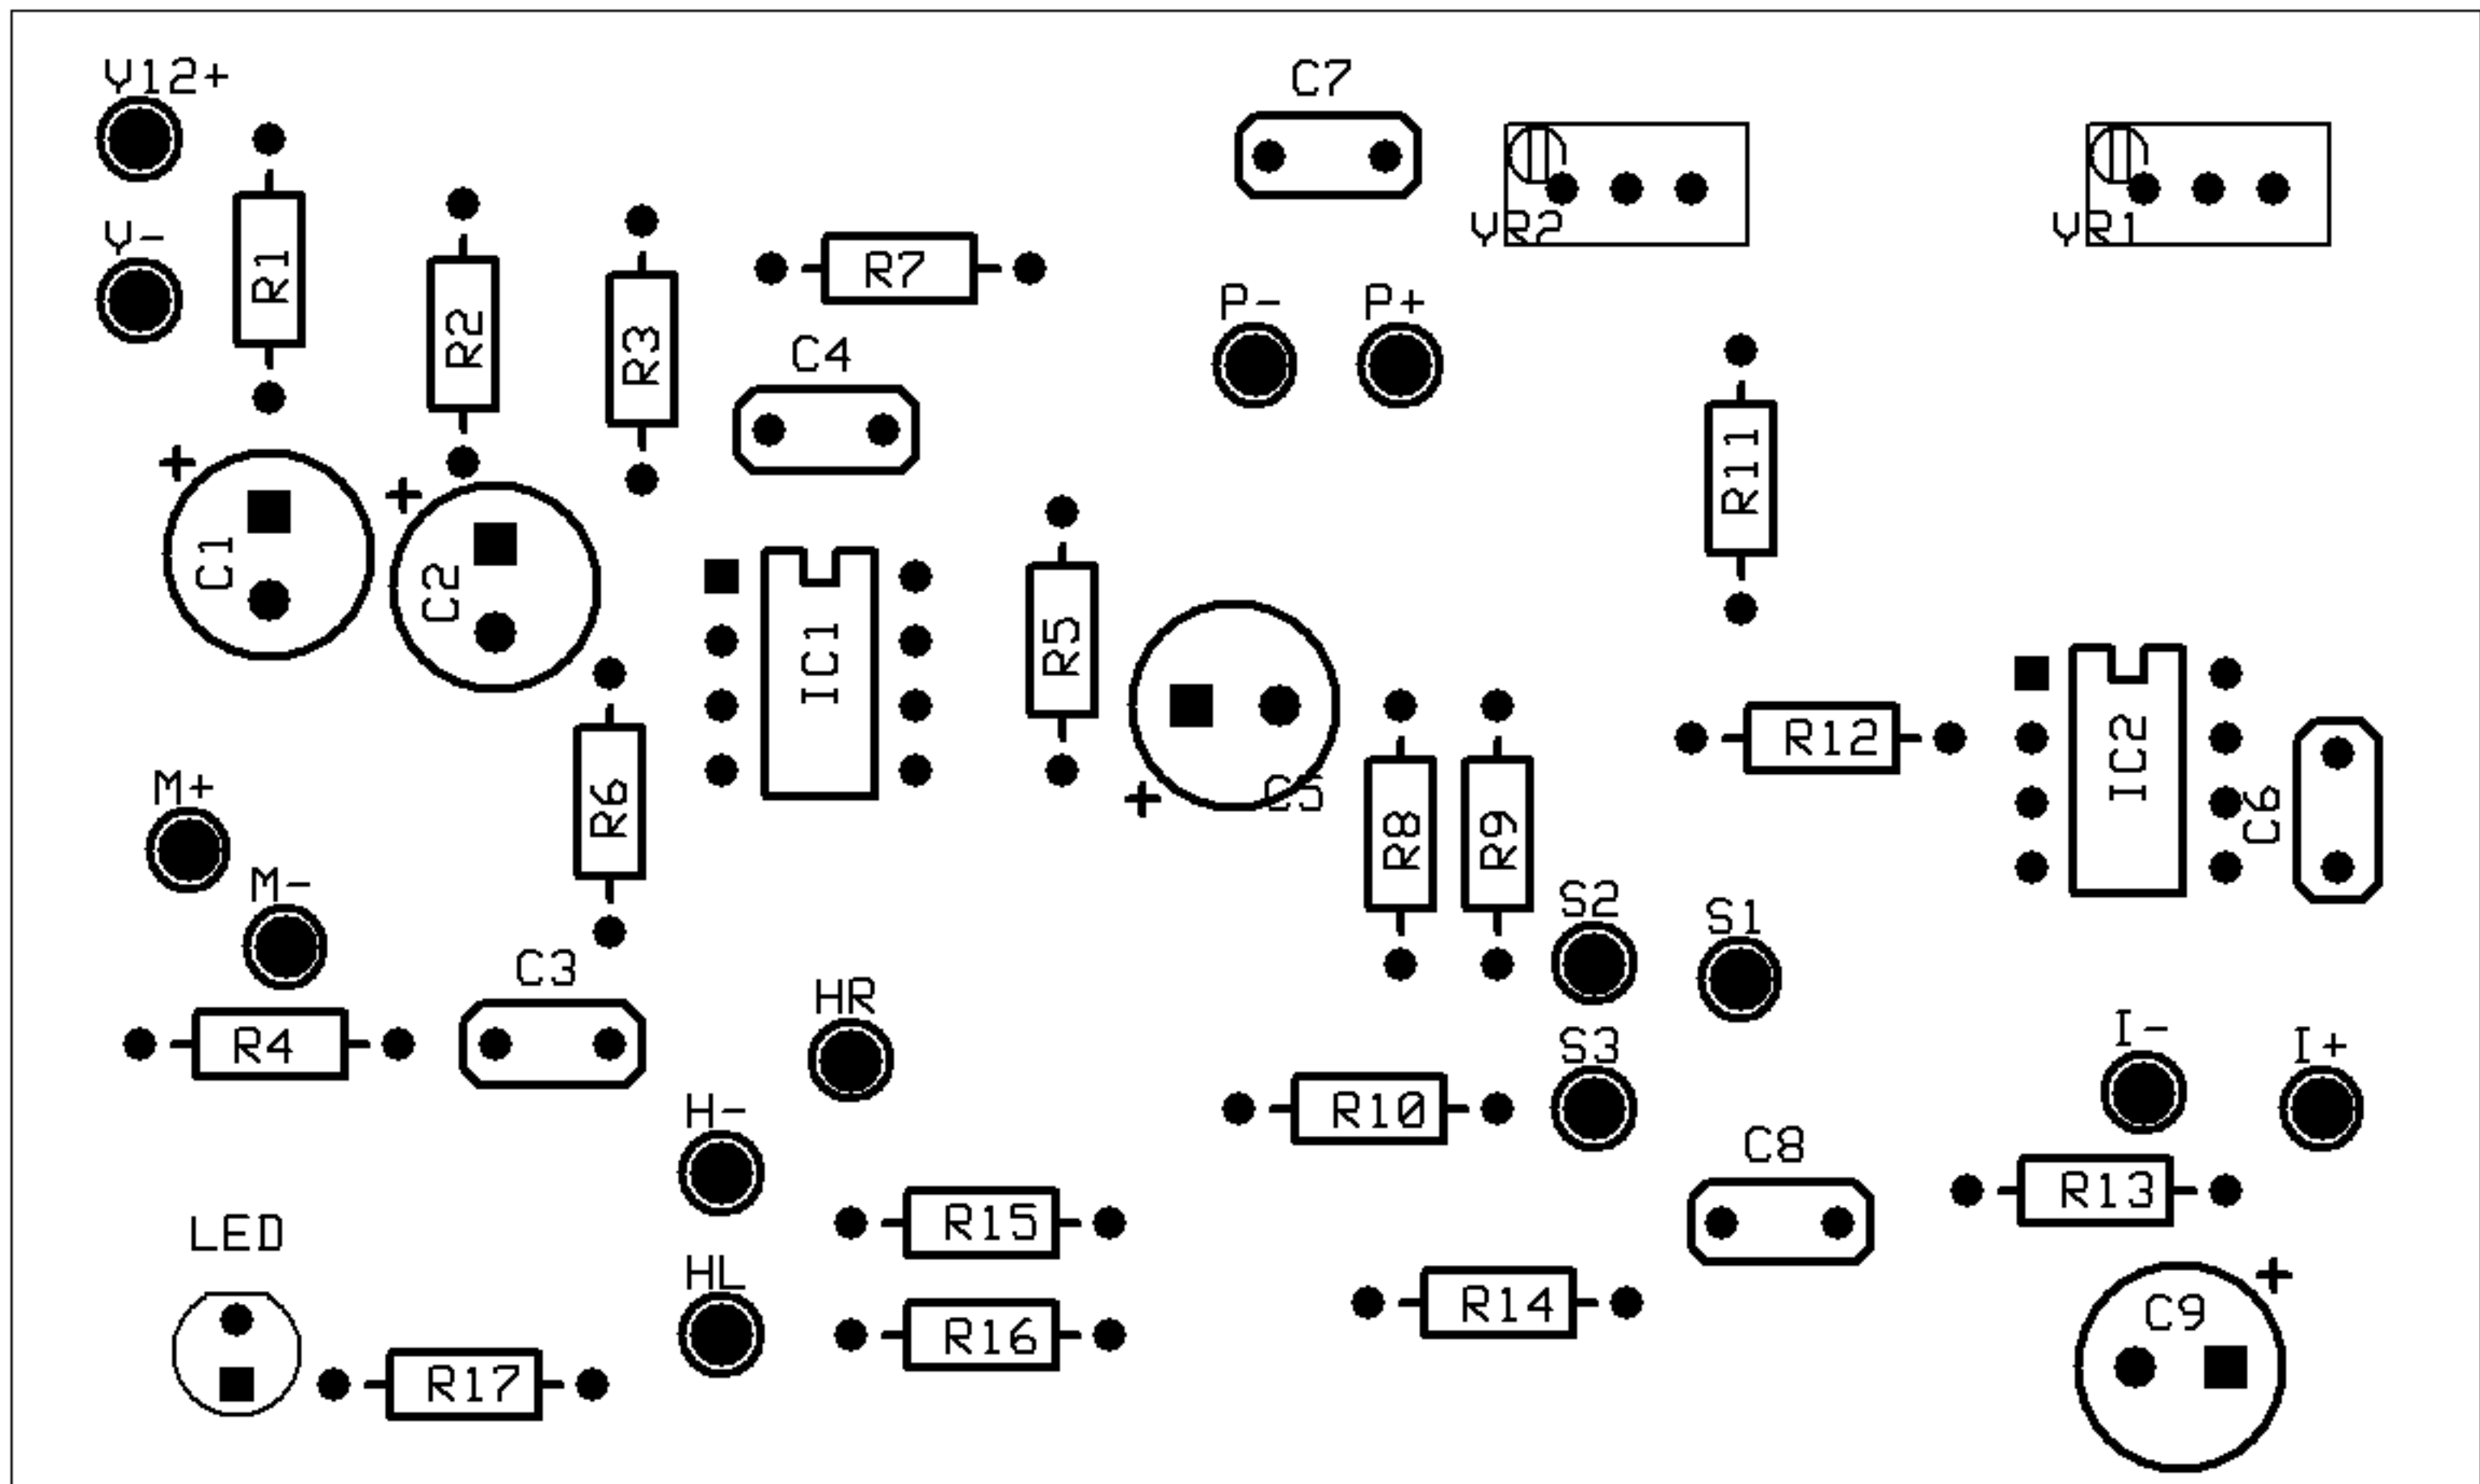 V12+
C7
V-
R1
R2
R3
R7
VR2
VR1
P-
P+
C4
R11
C1
C2
IC1
R5
R12
IC2
C5
C6
M+
R6
R8
R9
M-
S2
S1
C3
HR
R4
S3
I-
I+
H-
R10
C8
R13
LED
R15
HL
R14
C9
R16
R17
+
+
+
+